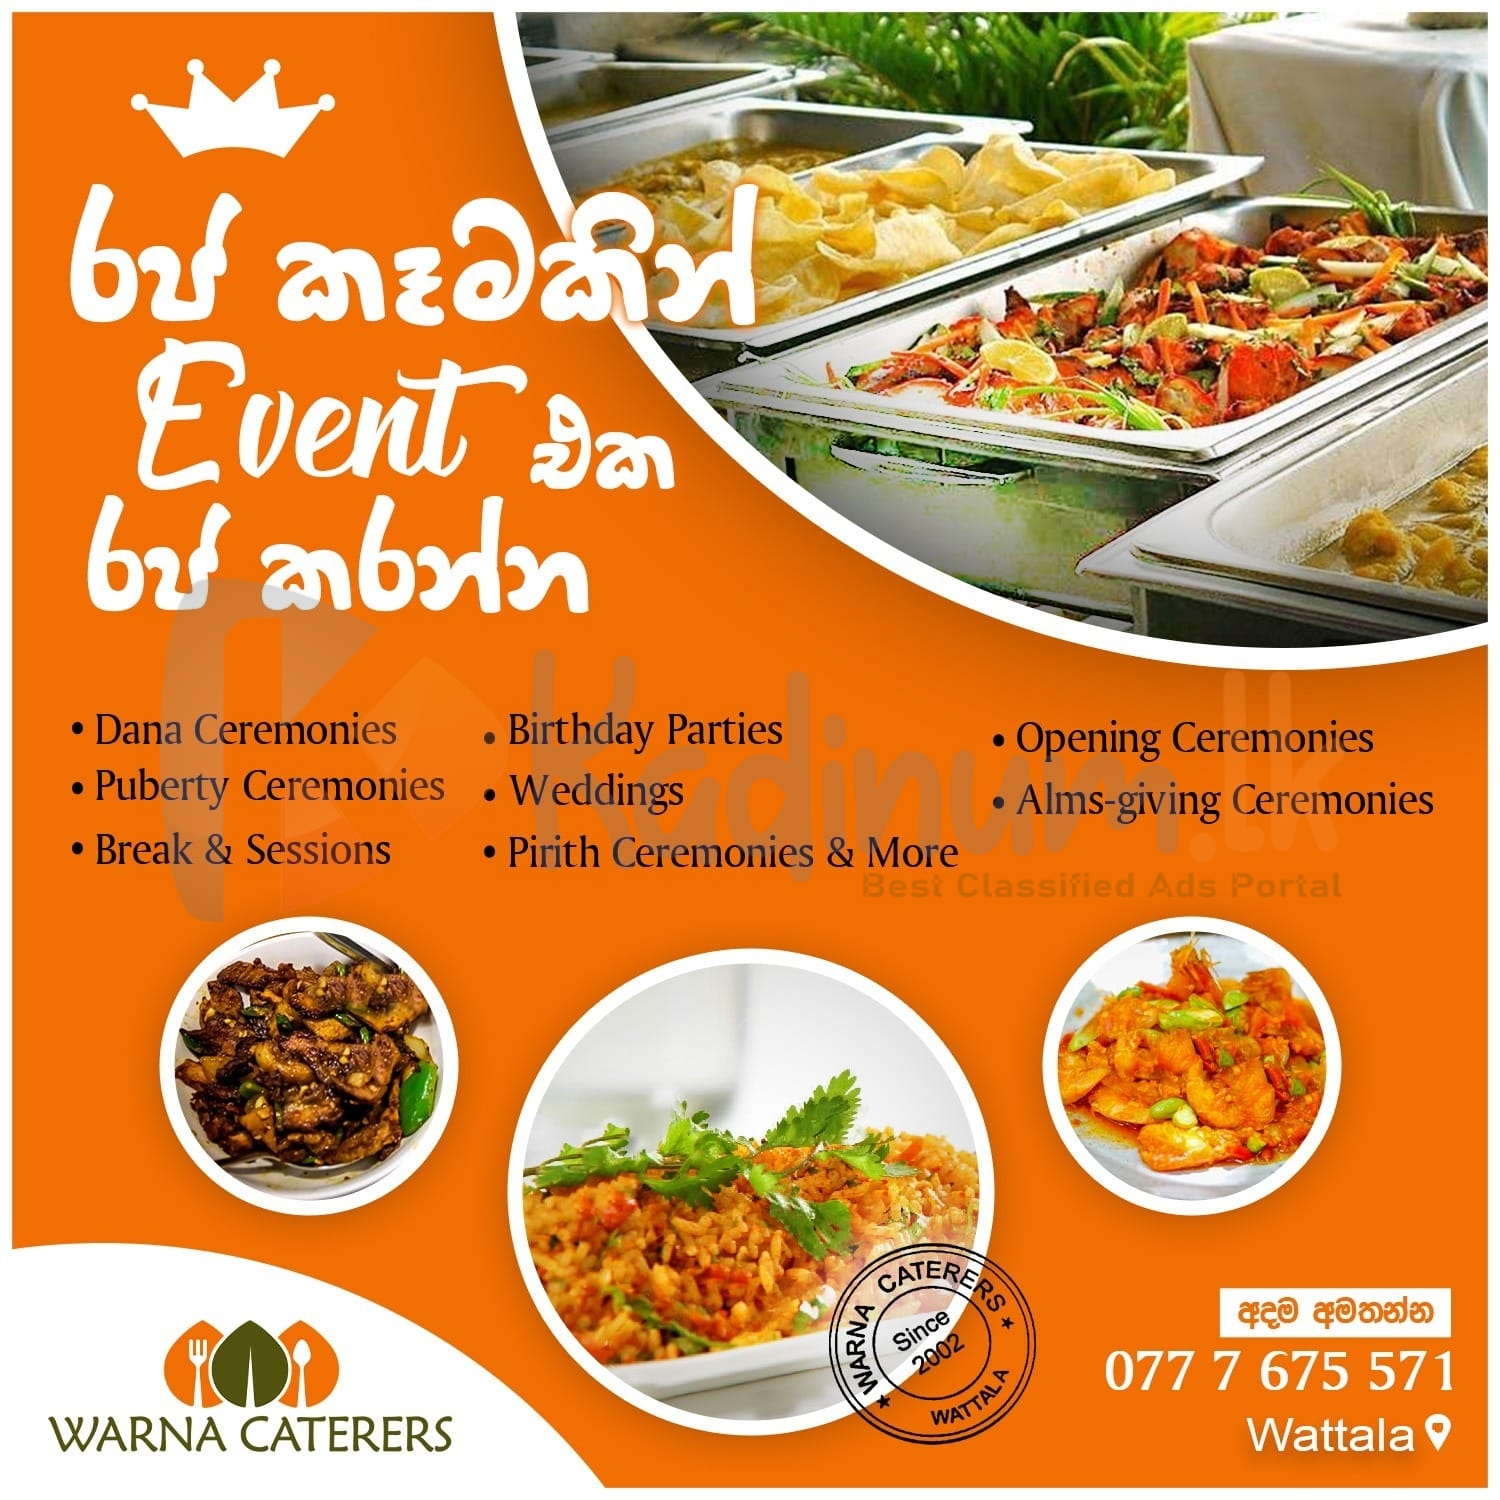 රජ කෑමකින්
Event එක
රජ කරන්න
• Dana Ceremonies
• Puberty Ceremonies
• Break & Sessions
• Birthday Parties
• Weddings
• Pirith Ceremonies & More
• Opening Ceremonies
• Alms-giving Ceremonies
Kadinum.lk
Best Classified Ads Portal
WARNA CATERERS
Since
2002
WATTALA
WARNA CATERERS
අදම අමතන්න
077 7 675 571
Wattala